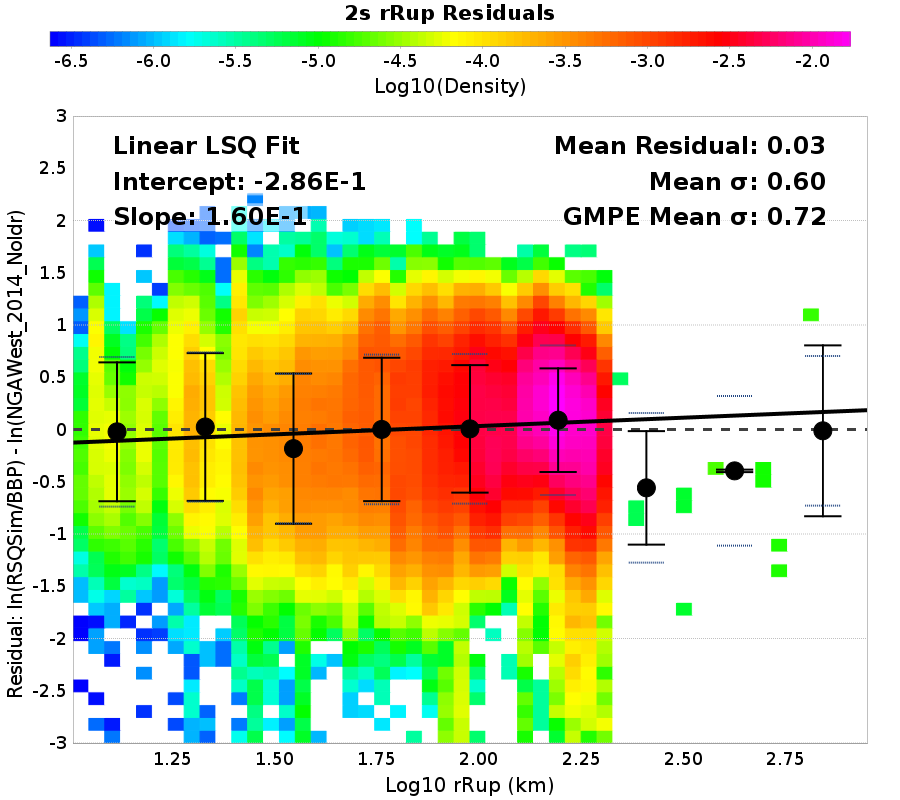 2s rRup Residuals
-6.5 -6.0 -5.5 -5.0 -4.5 -4.0 -3.5 -3.0 -2.5 -2.0
Log10(Density)
Linear LSQ Fit
Intercept: -2.86E-1
Slope: 1.60E-1
Mean Residual: 0.03
Mean σ: 0.60
GMPE Mean σ: 0.72
Residual: ln(RSQSim/BBP) - ln(NGAWest_2014_NoIdr)
3
2.5
2
1.5
1
0.5
0
-0.5
-1
-1.5
-2
-2.5
-3
1.25 1.50 1.75 2.00 2.25 2.50 2.75
Log10 rRup (km)